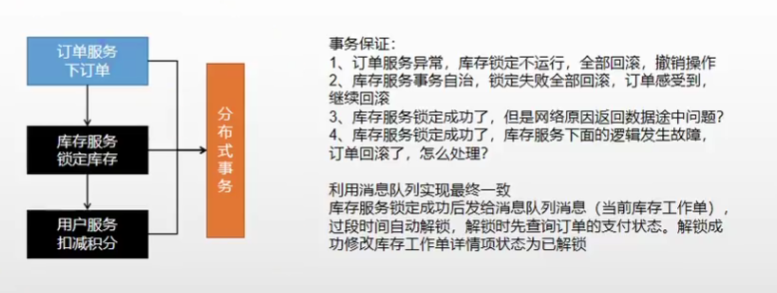 订单服务
下订单
库存服务
锁定库存
用户服务
扣减积分
分布式事务
事务保证：
1、订单服务异常，库存锁定不运行，全部回滚，撤销操作
2、库存服务事务自治，锁定失败全部回滚，订单感受到，
继续回滚
3、库存服务锁定成功了，但是网络原因返回数据途中问题？
4、库存服务锁定成功了，库存服务下面的逻辑发生故障，
订单回滚了，怎么处理？
利用消息队列实现最终一致
库存服务锁定成功后发给消息队列消息（当前库存工作单），
过段时间自动解锁，解锁时先查询订单的支付状态。解锁成
功修改库存工作单详情项状态为已解锁